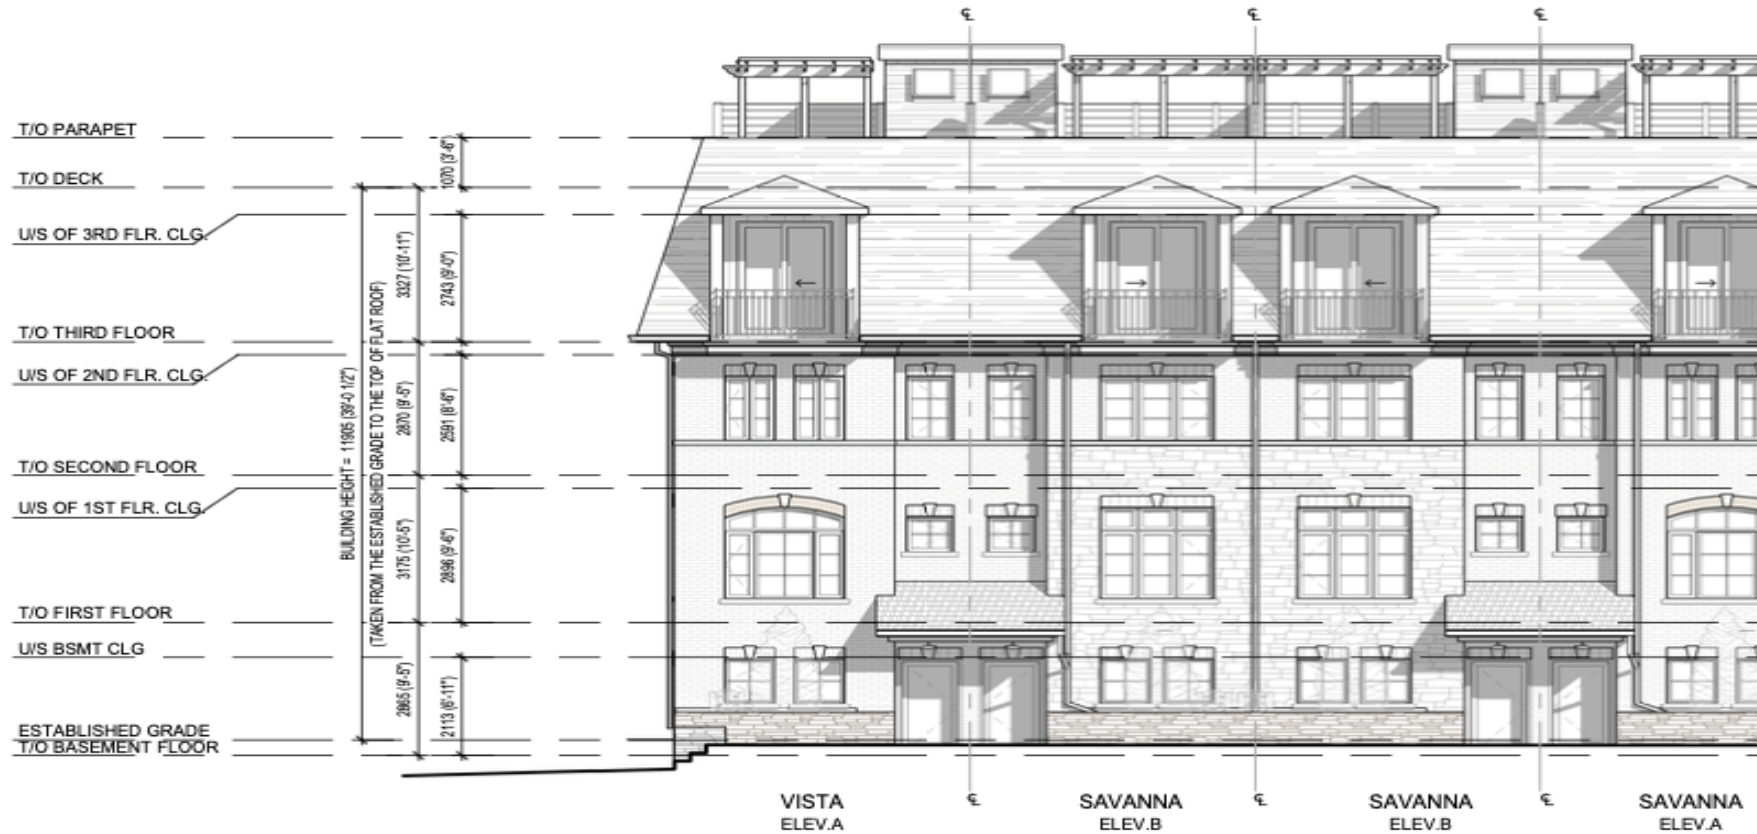 T/O PARAPET
T/O DECK
U/S OF 3RD FLR. CLG.
T/O THIRD FLOOR
U/S OF 2ND FLR. CLG.
T/O SECOND FLOOR
U/S OF 1ST FLR. CLG.
T/O FIRST FLOOR
U/S BSMT CLG
ESTABLISHED GRADE
T/O BASEMENT FLOOR
BUILDING HEIGHT = 11905 (39'-0 1/2")
(TAKEN FROM THE ESTABLISHED GRADE TO THE TOP OF FLAT ROOF)
3327 (10'-11")
2870 (9'-5")
3175 (10'-5")
2865 (9'-5")
1070 (3'-6")
2743 (9'-0")
2591 (8'-6")
2896 (9'-6")
2113 (6'-11")
℄
℄
℄
℄
℄
℄
VISTA
ELEV.A
SAVANNA
ELEV.B
SAVANNA
ELEV.B
SAVANNA
ELEV.A